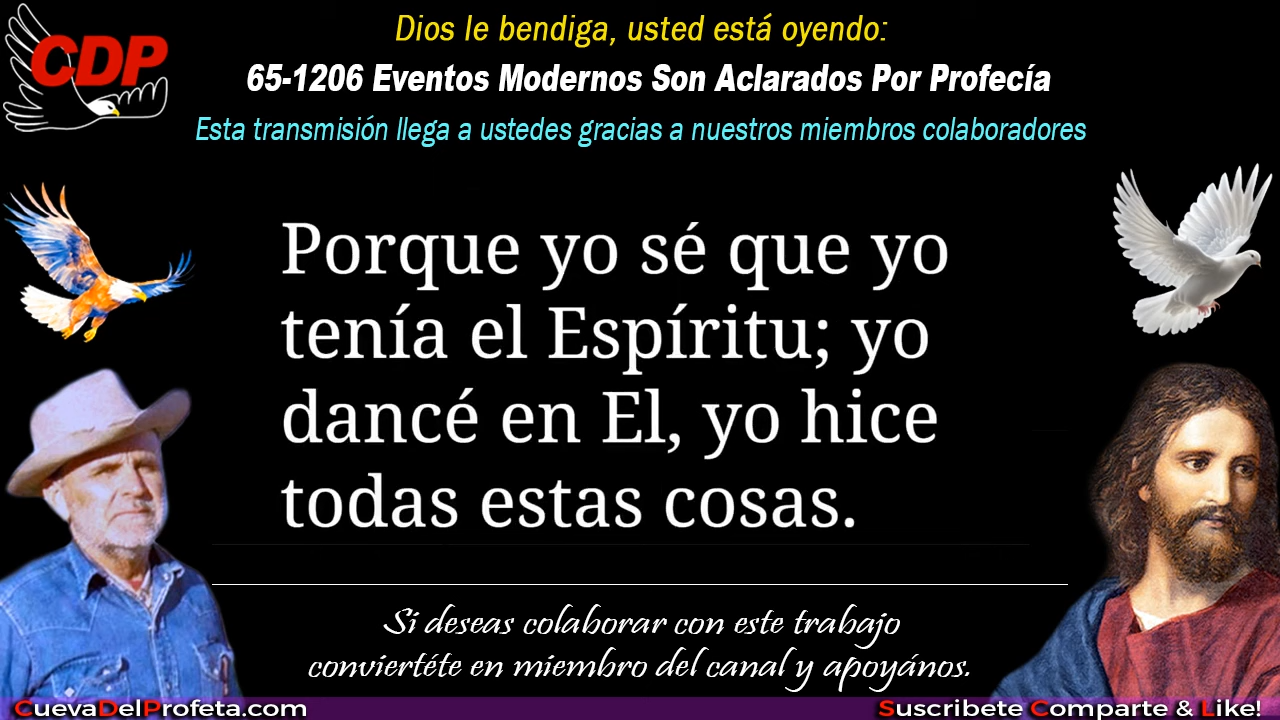 CDP
Dios le bendiga, usted está oyendo:
65-1206 Eventos Modernos Son Aclarados Por Profecía
Esta transmisión llega a ustedes gracias a nuestros miembros colaboradores
Porque yo sé que yo
tenía el Espíritu; yo
dancé en El, yo hice
todas estas cosas.
Si deseas colaborar con este trabajo
conviertéte en miembro del canal y apoyános.
CuevaDelProfeta.com
Suscribete Comparte & Like!